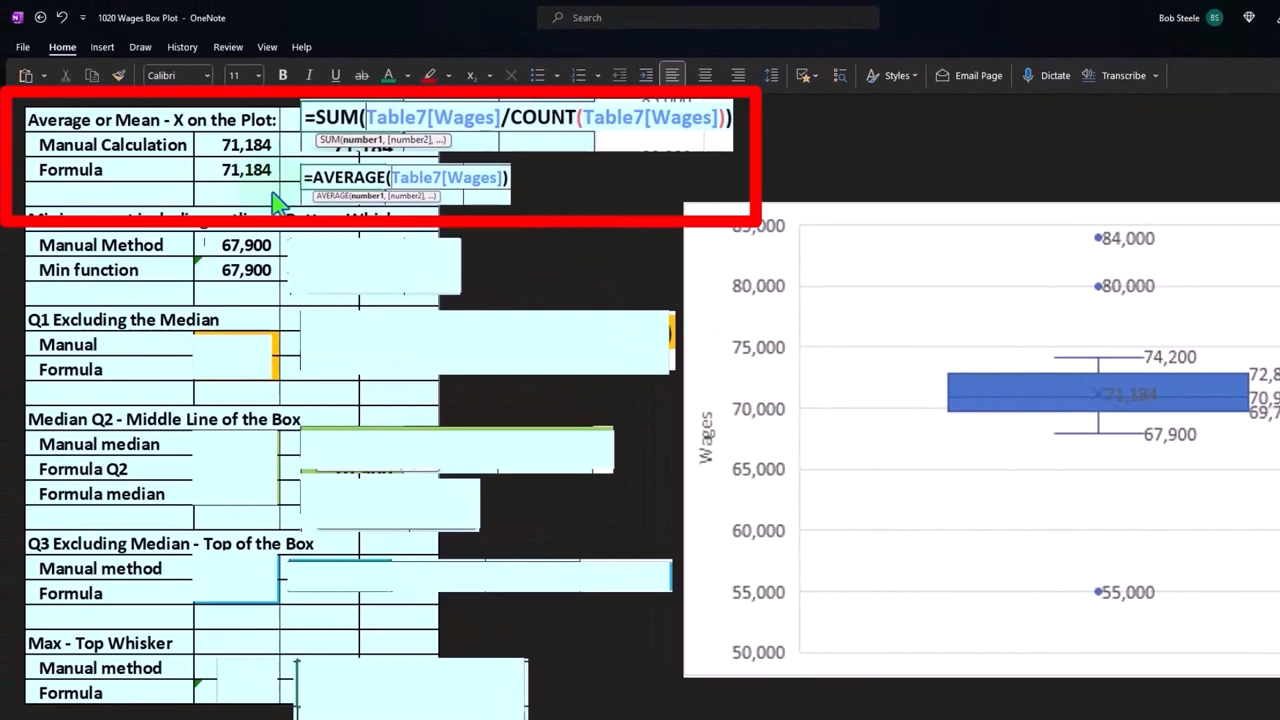 1020 Wages Box Plot - OneNote
Search
Bob Steele BS
File Home Insert Draw History Review View Help
Calibri 11 B I U ab A x₂ Styles Email Page Dictate Transcribe
Average or Mean - X on the Plot:
=SUM(Table7[Wages]/COUNT(Table7[Wages]))
SUM(number1, [number2], ...)
Manual Calculation 71,184
Formula 71,184
=AVERAGE(Table7[Wages])
AVERAGE(number1, [number2], ...)
Manual Method 67,900
Min function 67,900
Q1 Excluding the Median
Manual
Formula
Median Q2 - Middle Line of the Box
Manual median
Formula Q2
Formula median
Q3 Excluding Median - Top of the Box
Manual method
Formula
Max - Top Whisker
Manual method
Formula
Wages
85,000
80,000
75,000
70,000
65,000
60,000
55,000
50,000
84,000
80,000
74,200
71,184
67,900
55,000